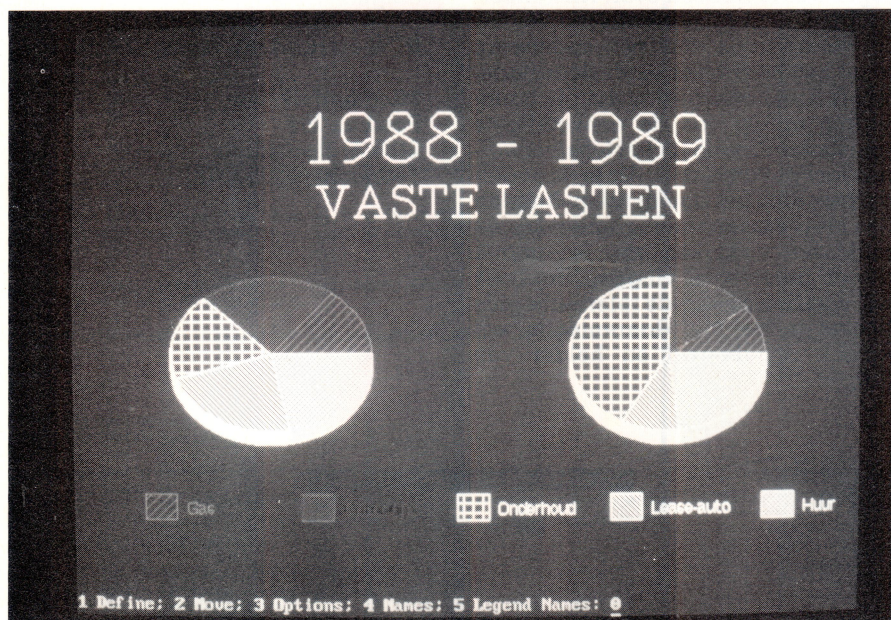 1988 - 1989
VASTE LASTEN
Gas
Onderhoud
Lease-auto
Huur
1 Define; 2 Move; 3 Options; 4 Names; 5 Legend Names: 0